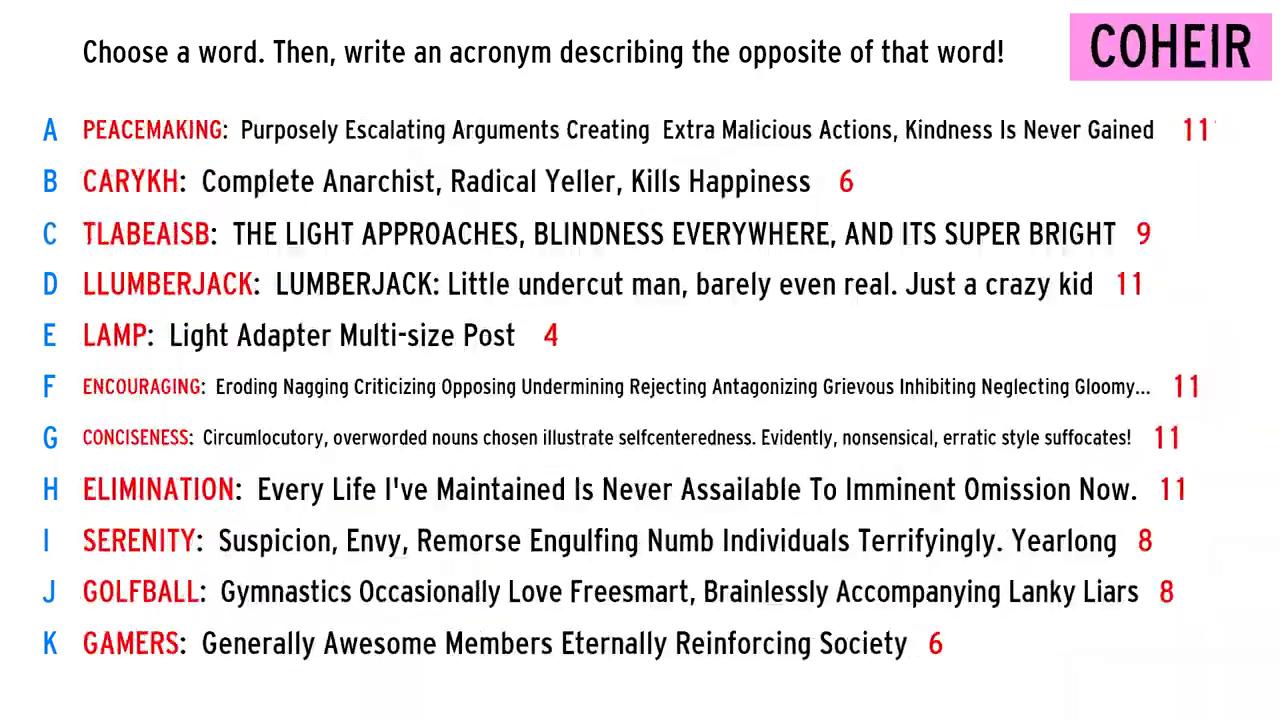 Choose a word. Then, write an acronym describing the opposite of that word!
COHEIR
A PEACEMAKING: Purposely Escalating Arguments Creating Extra Malicious Actions, Kindness Is Never Gained 11
B CARYKH: Complete Anarchist, Radical Yeller, Kills Happiness 6
C TLABEAISB: THE LIGHT APPROACHES, BLINDNESS EVERYWHERE, AND ITS SUPER BRIGHT 9
D LLUMBERJACK: LUMBERJACK: Little undercut man, barely even real. Just a crazy kid 11
E LAMP: Light Adapter Multi-size Post 4
F ENCOURAGING: Eroding Nagging Criticizing Opposing Undermining Rejecting Antagonizing Grievous Inhibiting Neglecting Gloomy... 11
G CONCISENESS: Circumlocutory, overworded nouns chosen illustrate selfcenteredness. Evidently, nonsensical, erratic style suffocates! 11
H ELIMINATION: Every Life I've Maintained Is Never Assailable To Imminent Omission Now. 11
I SERENITY: Suspicion, Envy, Remorse Engulfing Numb Individuals Terrifyingly. Yearlong 8
J GOLFBALL: Gymnastics Occasionally Love Freesmart, Brainlessly Accompanying Lanky Liars 8
K GAMERS: Generally Awesome Members Eternally Reinforcing Society 6